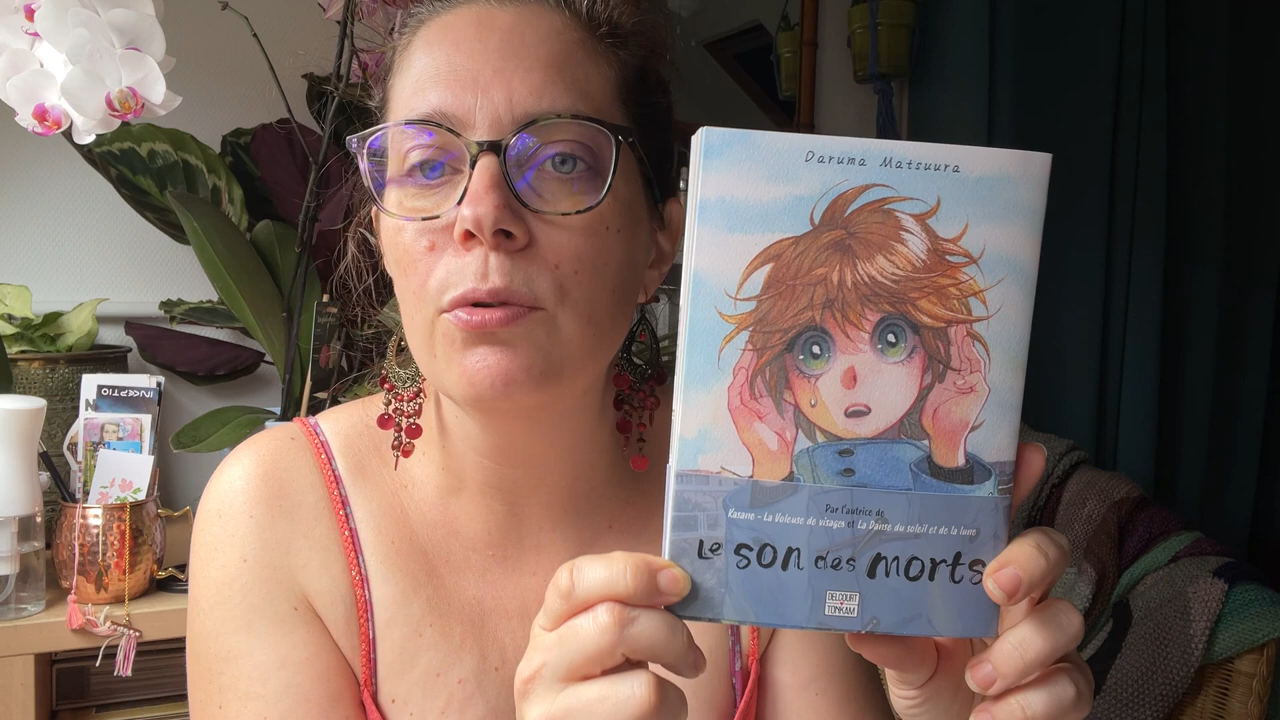 Daruma Matsuura
Par l'autrice de
Kasane - La Voleuse de visages et La Danse du soleil et de la lune
Le son des morts
DELCOURT
TONKAM
INCEPTIO